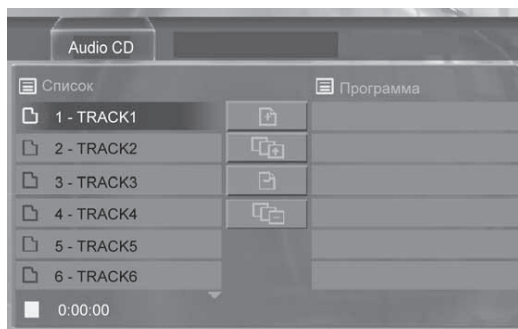 Audio CD
Список
Программа
1 - TRACK1
2 - TRACK2
3 - TRACK3
4 - TRACK4
5 - TRACK5
6 - TRACK6
0:00:00